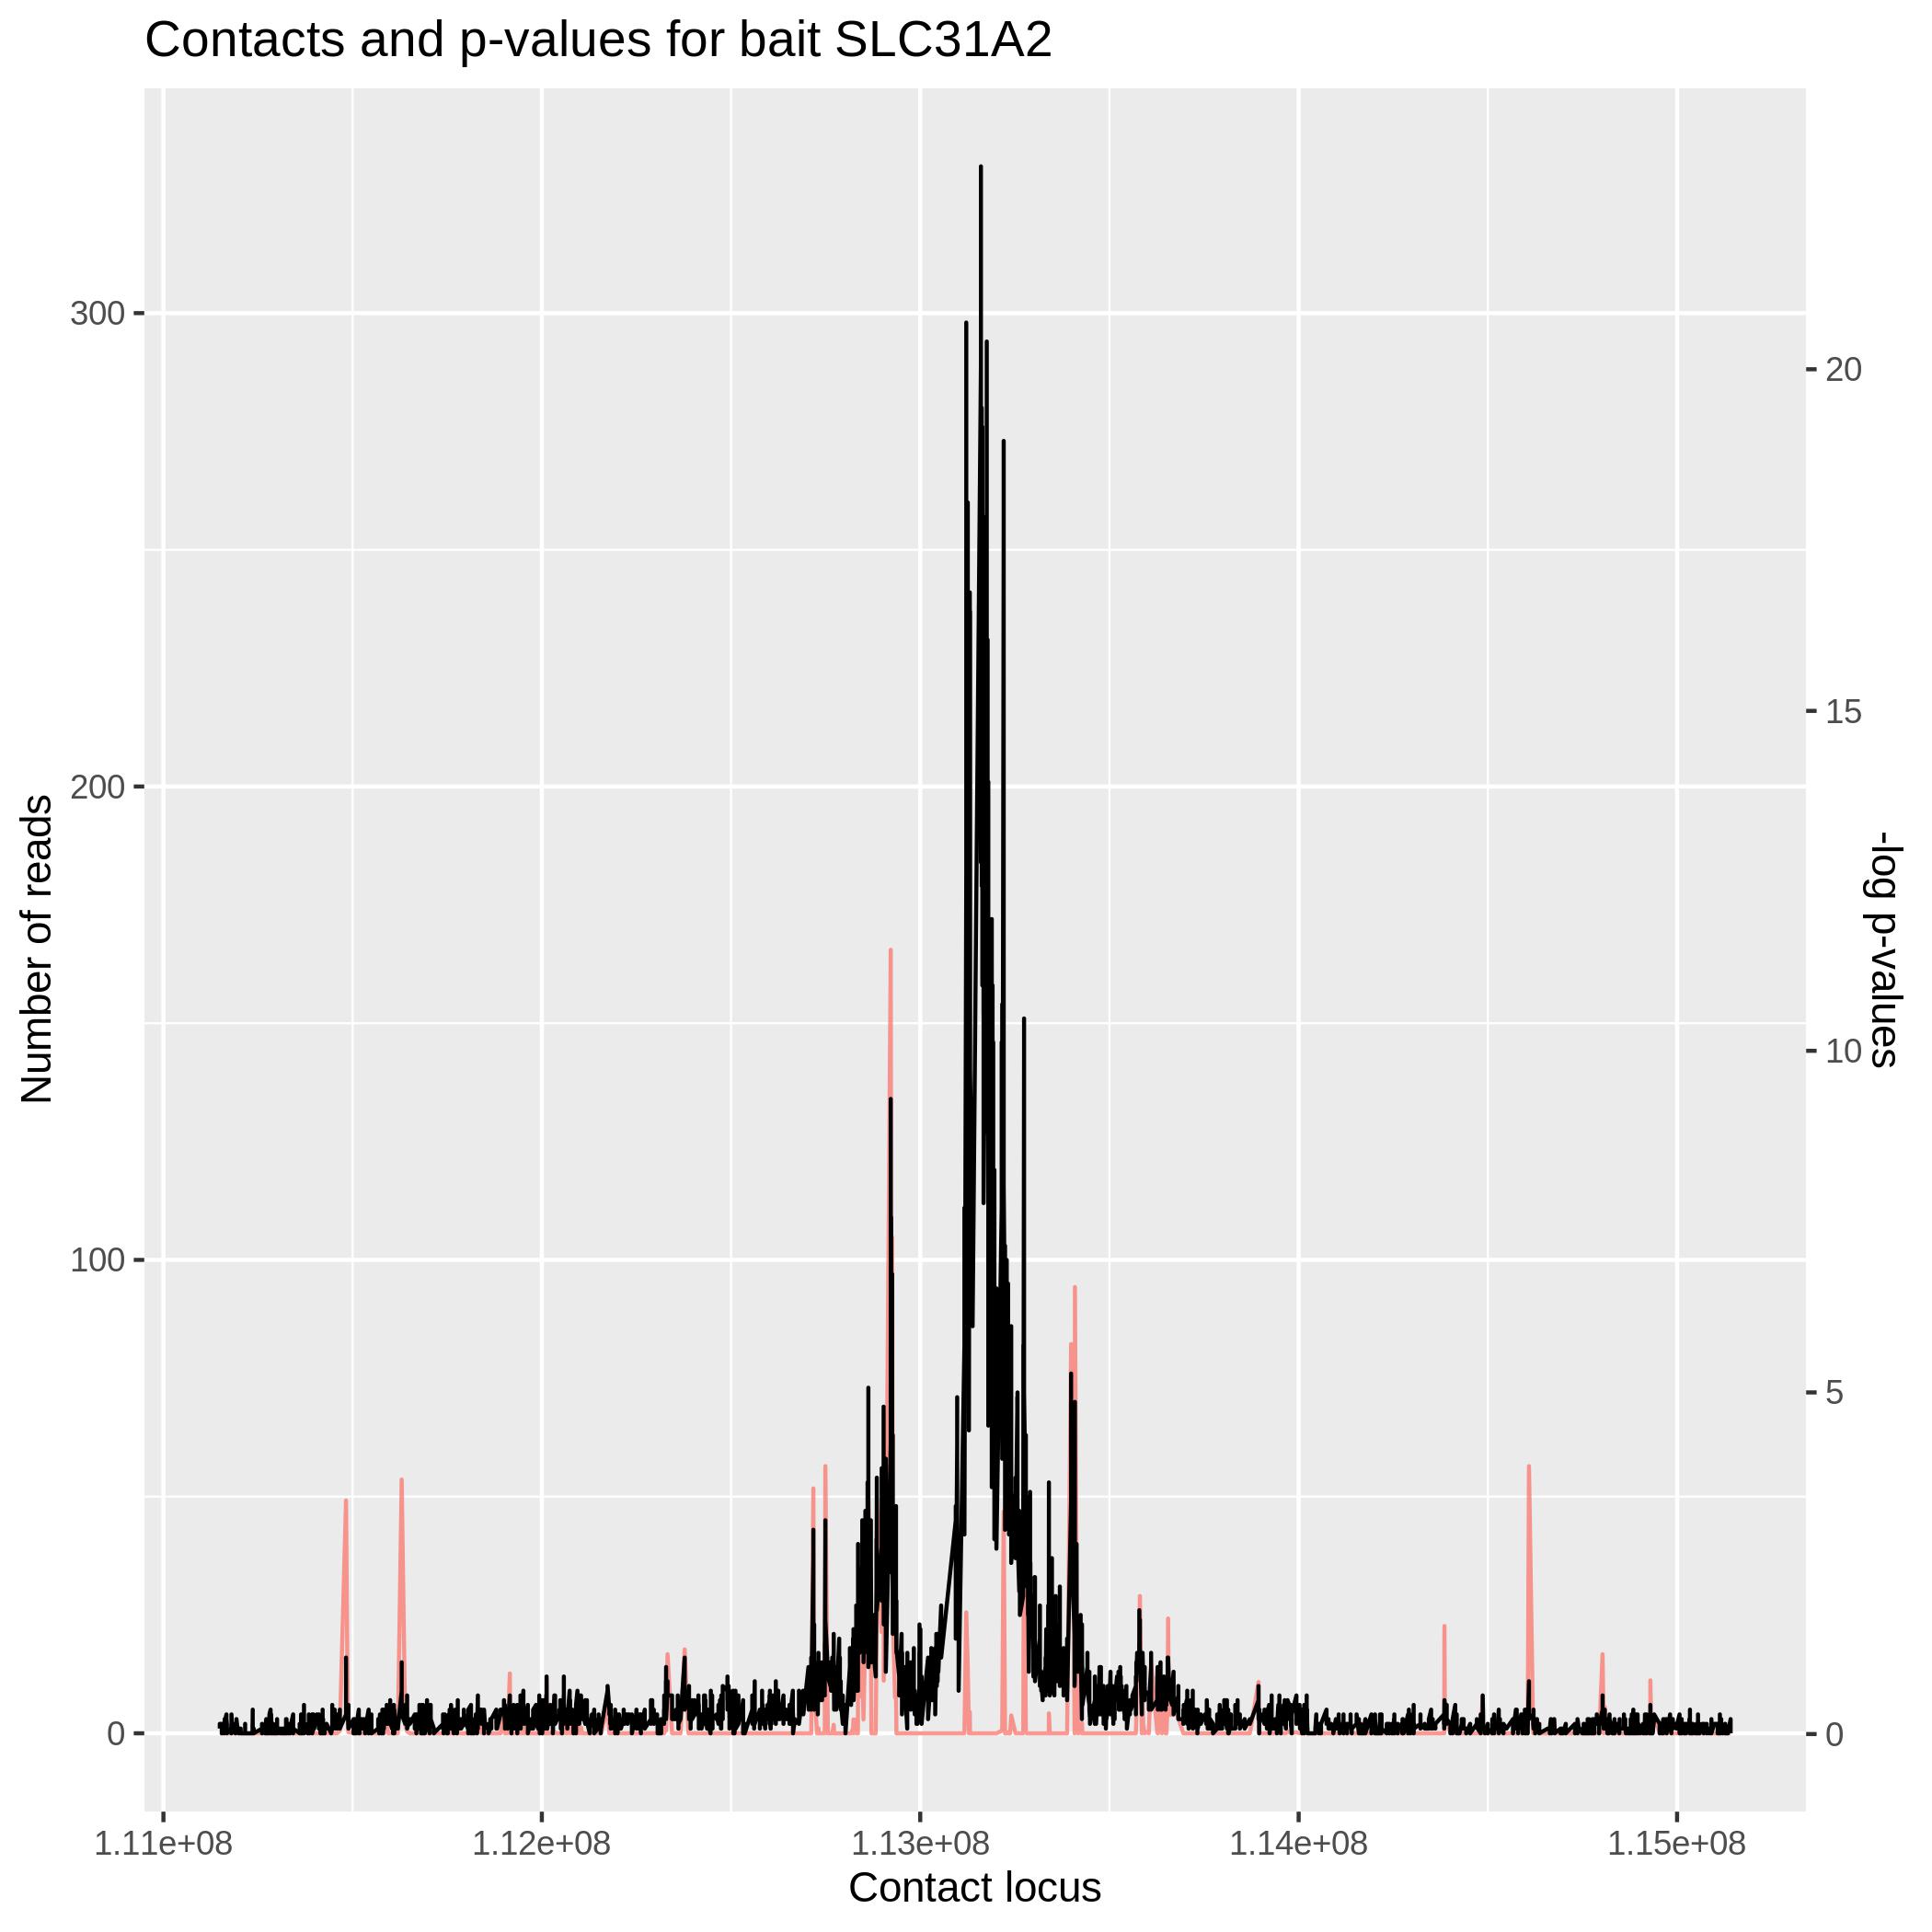 Contacts and p-values for bait SLC31A2
300
200
100
0
Number of reads
20
15
10
5
0
-log p-values
1.11e+08 1.12e+08 1.13e+08 1.14e+08 1.15e+08
Contact locus